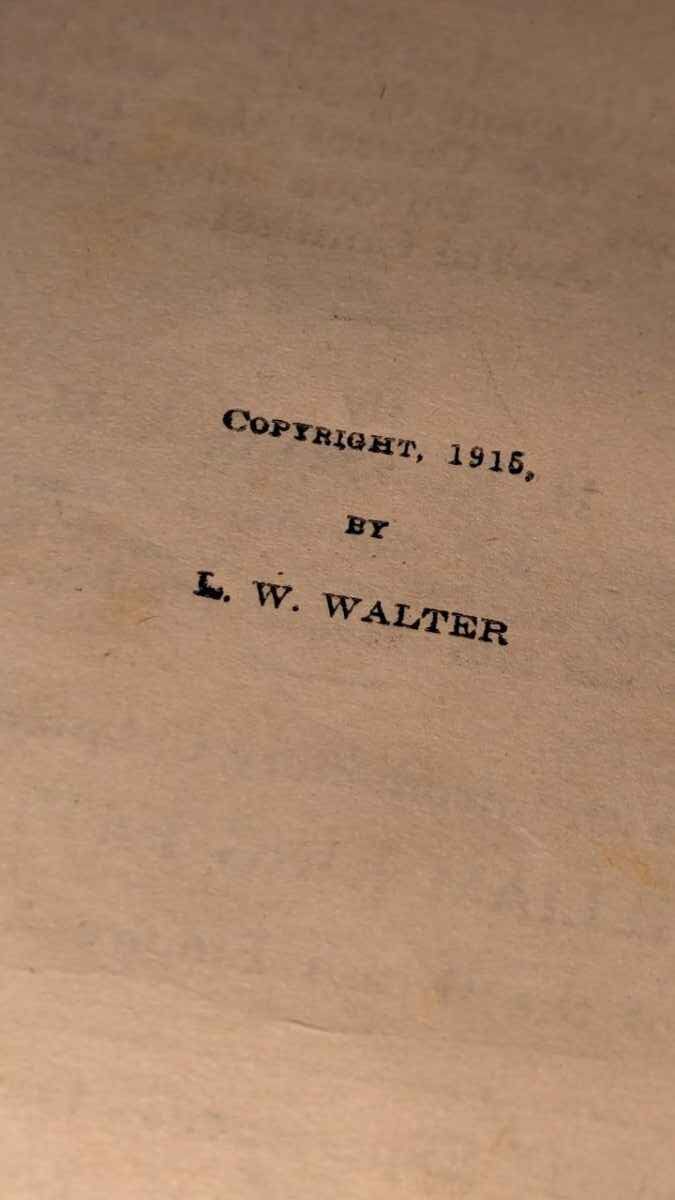 COPYRIGHT, 1915,
BY
L. W. WALTER